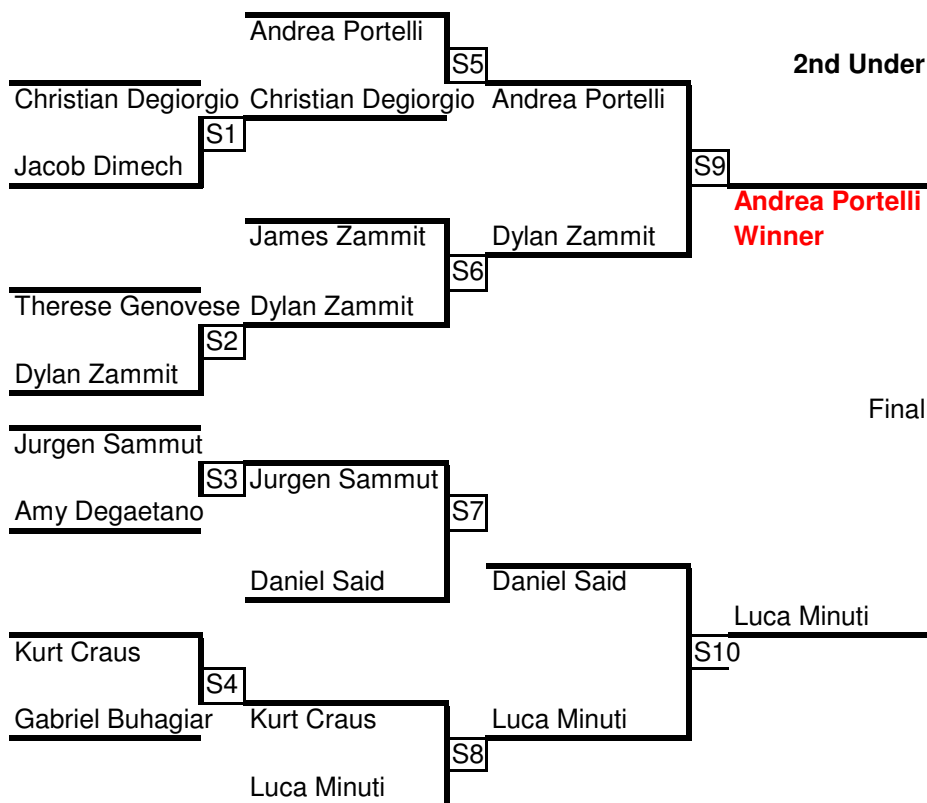 Andrea Portelli
S5
2nd Under
Christian Degiorgio Christian Degiorgio Andrea Portelli
S1
Jacob Dimech
S9
Andrea Portelli
Winner
James Zammit Dylan Zammit
S6
Therese Genovese Dylan Zammit
S2
Dylan Zammit
Final
Jurgen Sammut
S3 Jurgen Sammut
Amy Degaetano
S7
Daniel Said Daniel Said
Luca Minuti
Kurt Craus
S10
S4
Gabriel Buhagiar Kurt Craus Luca Minuti
S8
Luca Minuti